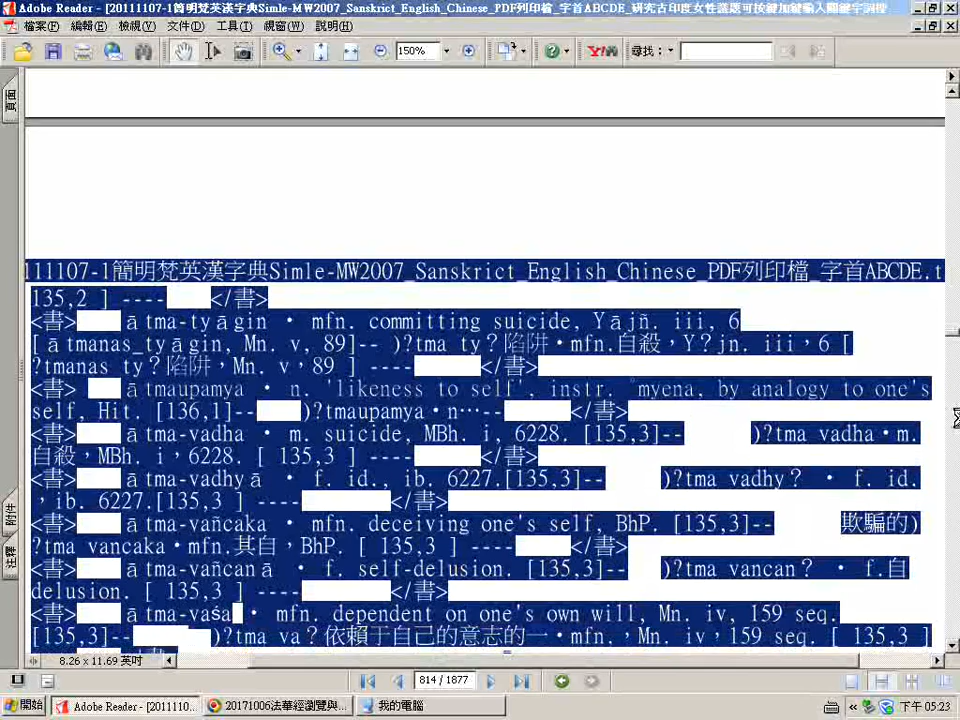 Adobe Reader - [20111107-1簡明梵英漢字典Simle-MW2007_Sanskrict_English_Chinese_PDF列印檔_字首ABCDE_研究古印度女性議題可按鍵加鍵輸入關鍵字詞搜
檔案(F) 編輯(E) 檢視(V) 文件(D) 工具(T) 視窗(W) 說明(H)
150% 尋找:
頁面
111107-1簡明梵英漢字典Simle-MW2007_Sanskrict_English_Chinese_PDF列印檔_字首ABCDE.t
135,2 ] ---- </書>
<書> ātma-tyāgin • mfn. committing suicide, Yājñ. iii, 6
[ātmanas_tyāgin, Mn. v, 89]-- )?tma ty?陷阱•mfn.自殺,Y?jn. iii,6 [
?tmanas ty?陷阱,Mn. v,89 ] ---- </書>
<書> ātmaupamya • n. 'likeness to self', instr. °myena, by analogy to one's
self, Hit. [136,1]-- )?tmaupamya•n…-- </書>
<書> ātma-vadha • m. suicide, MBh. i, 6228. [135,3]-- )?tma vadha•m.
自殺,MBh. i,6228. [ 135,3 ] ---- </書>
<書> ātma-vadhyā • f. id., ib. 6227.[135,3]-- )?tma vadhy? • f. id.
,ib. 6227.[135,3 ] ---- </書>
<書> ātma-vañcaka • mfn. deceiving one's self, BhP. [135,3]-- 欺騙的)
?tma vancaka•mfn.其自,BhP. [ 135,3 ] ---- </書>
<書> ātma-vañcanā • f. self-delusion. [135,3]-- )?tma vancan? • f.自
delusion. [ 135,3 ] ---- </書>
<書> ātma-vaśa • mfn. dependent on one's own will, Mn. iv, 159 seq.
[135,3]-- )?tma va?依賴于自己的意志的一•mfn.,Mn. iv,159 seq. [ 135,3 ]
附件
注釋
8.26 x 11.69 英吋
814 / 1877
開始 Adobe Reader - [2011110... 20171006法華經瀏覽與... 我的電腦 下午 05:23